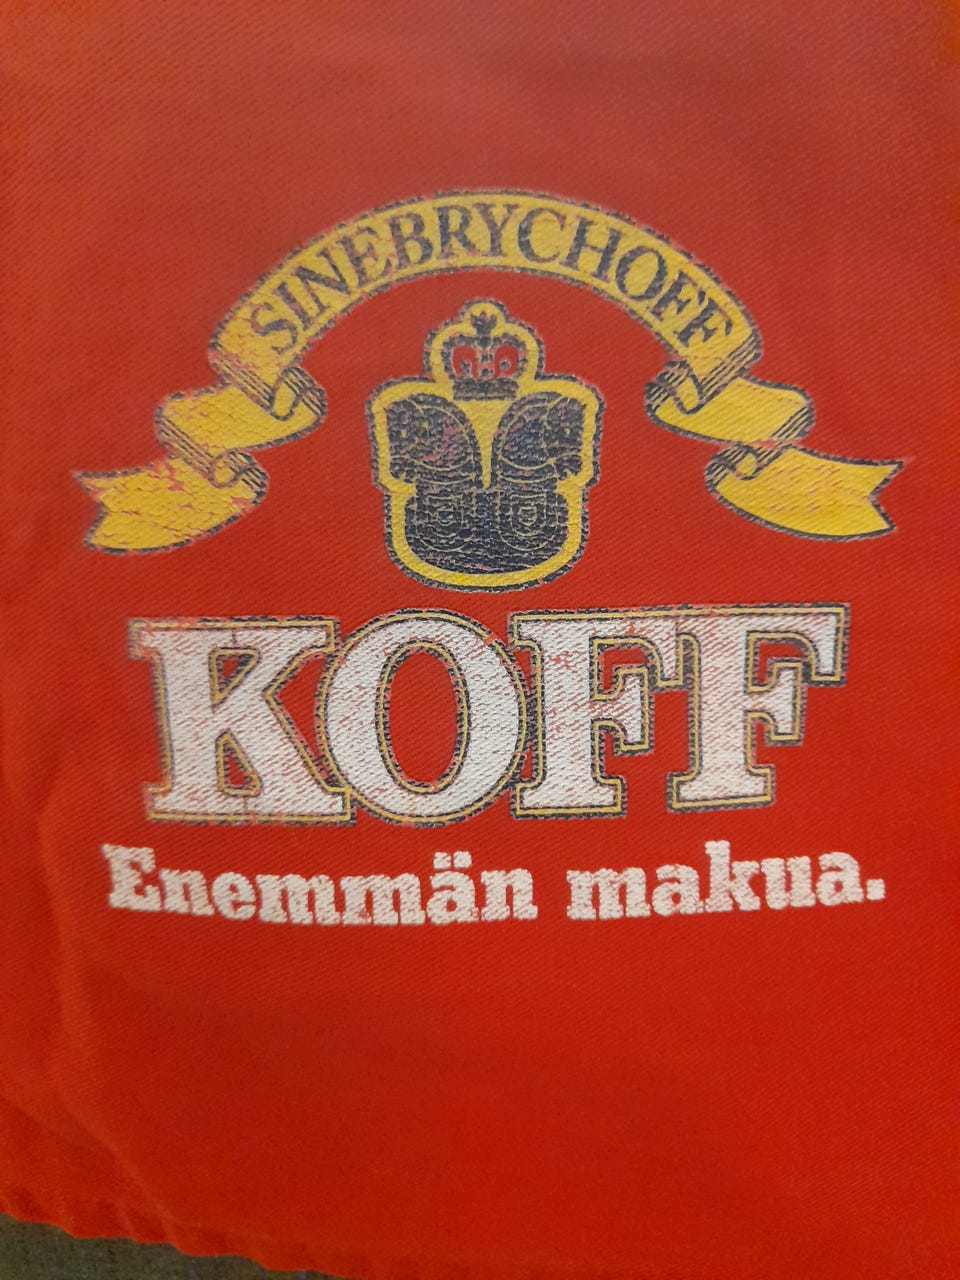 SINEBRYCHOFF
KOFF
Enemmän makua.